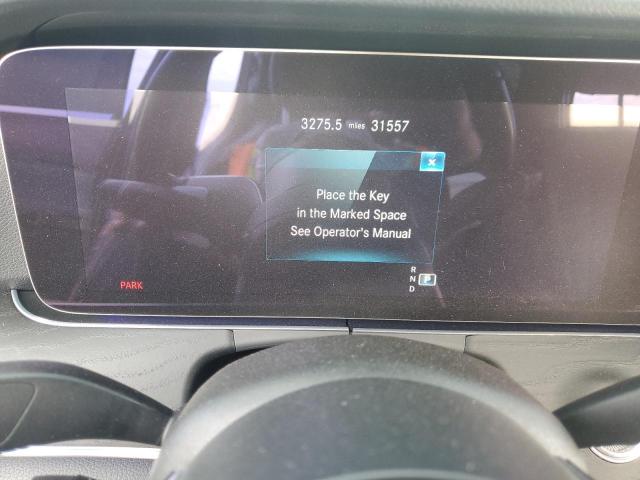 3275.5 miles 31557
x
Place the Key
in the Marked Space
See Operator's Manual
R
N P
D
PARK